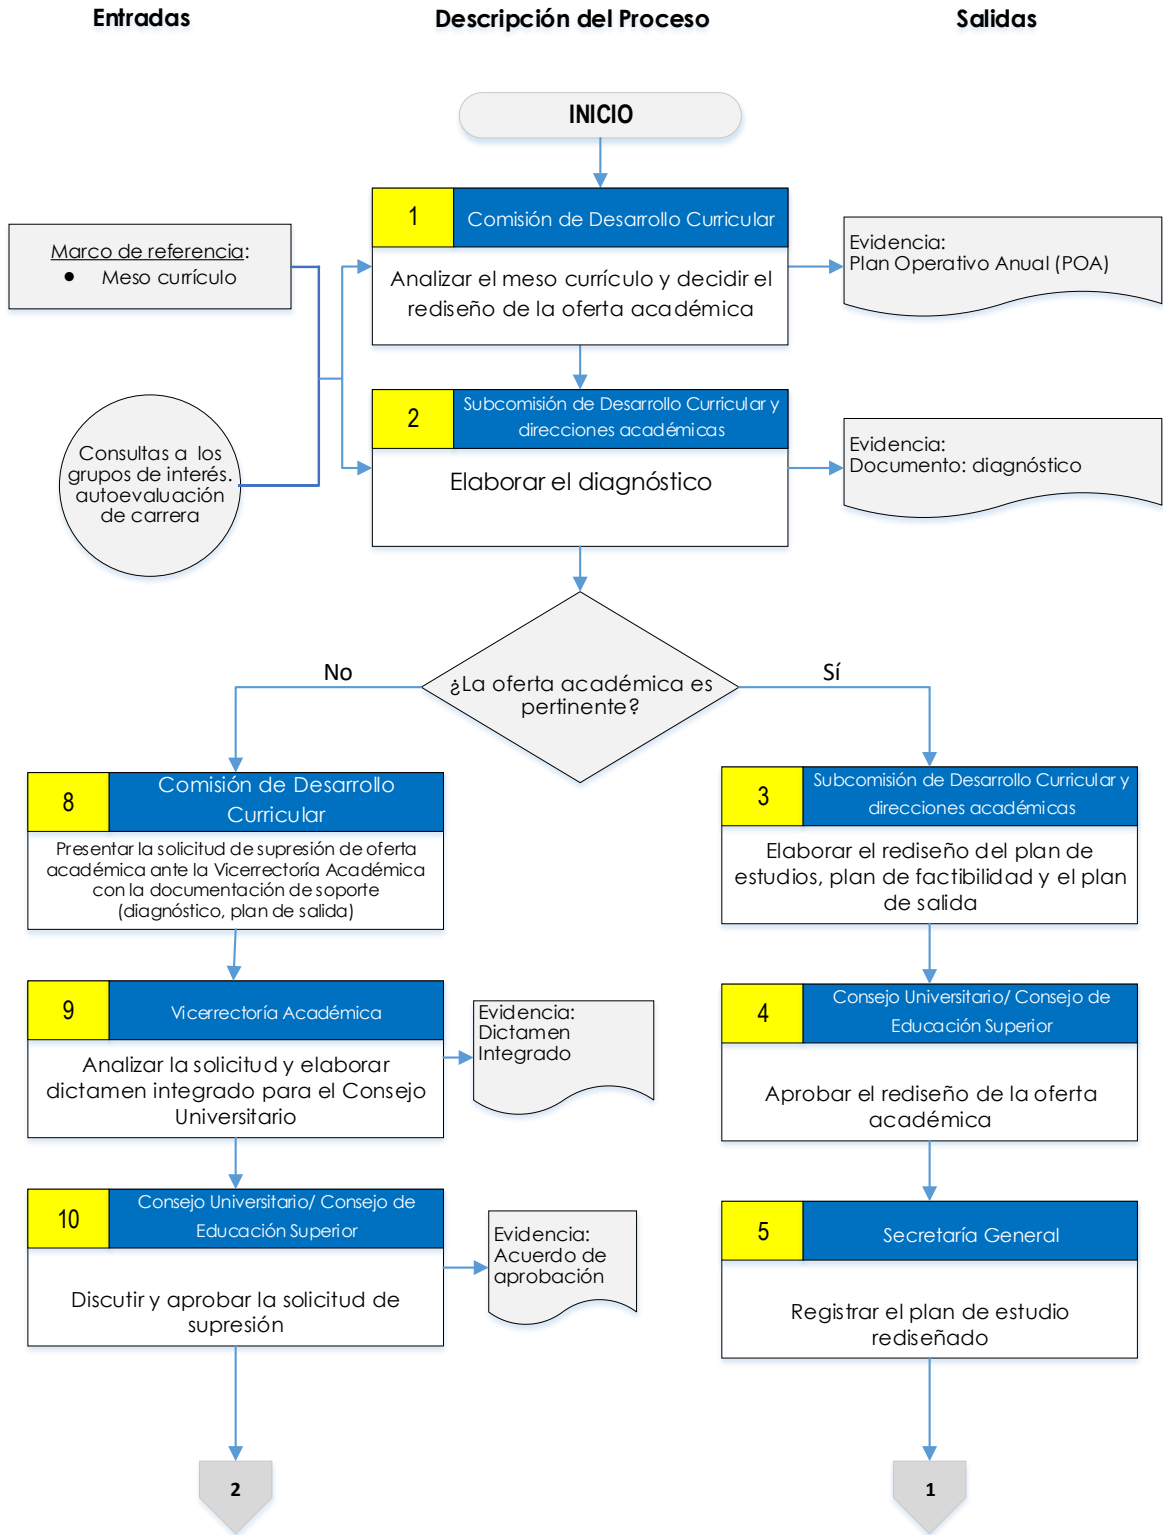 Entradas
Descripción del Proceso
Salidas
INICIO
1
Comisión de Desarrollo Curricular
Analizar el meso currículo y decidir el
rediseño de la oferta académica
Marco de referencia:
● Meso currículo
Evidencia:
Plan Operativo Anual (POA)
2
Subcomisión de Desarrollo Curricular y
direcciones académicas
Elaborar el diagnóstico
Consultas a los
grupos de interés.
autoevaluación
de carrera
Evidencia:
Documento: diagnóstico
¿La oferta académica es
pertinente?
No
Sí
8
Comisión de Desarrollo
Curricular
Presentar la solicitud de supresión de oferta
académica ante la Vicerrectoría Académica
con la documentación de soporte
(diagnóstico, plan de salida)
3
Subcomisión de Desarrollo Curricular y
direcciones académicas
Elaborar el rediseño del plan de
estudios, plan de factibilidad y el plan
de salida
9
Vicerrectoría Académica
Analizar la solicitud y elaborar
dictamen integrado para el Consejo
Universitario
Evidencia:
Dictamen
Integrado
4
Consejo Universitario/ Consejo de
Educación Superior
Aprobar el rediseño de la oferta
académica
10
Consejo Universitario/ Consejo de
Educación Superior
Discutir y aprobar la solicitud de
supresión
Evidencia:
Acuerdo de
aprobación
5
Secretaría General
Registrar el plan de estudio
rediseñado
2
1